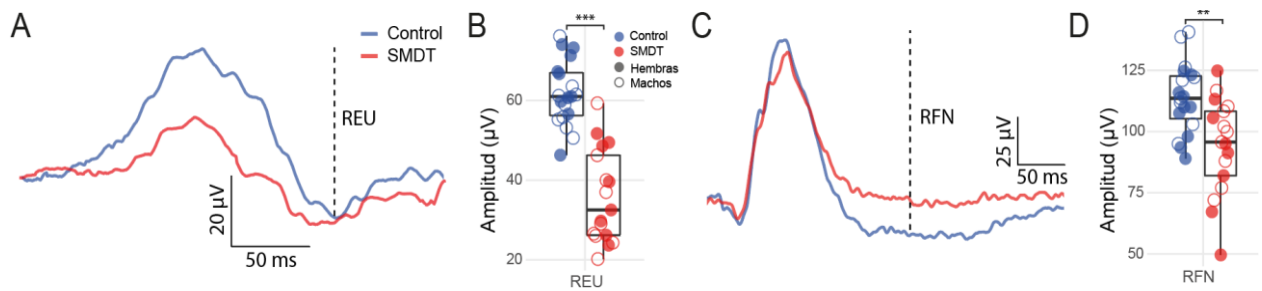 A
Control
SMDT
REU
20 µV
50 ms
B
***
Control
SMDT
Hembras
Machos
Amplitud (µV)
60
40
20
REU
C
RFN
25 µV
50 ms
D
**
Amplitud (µV)
125
100
75
50
RFN